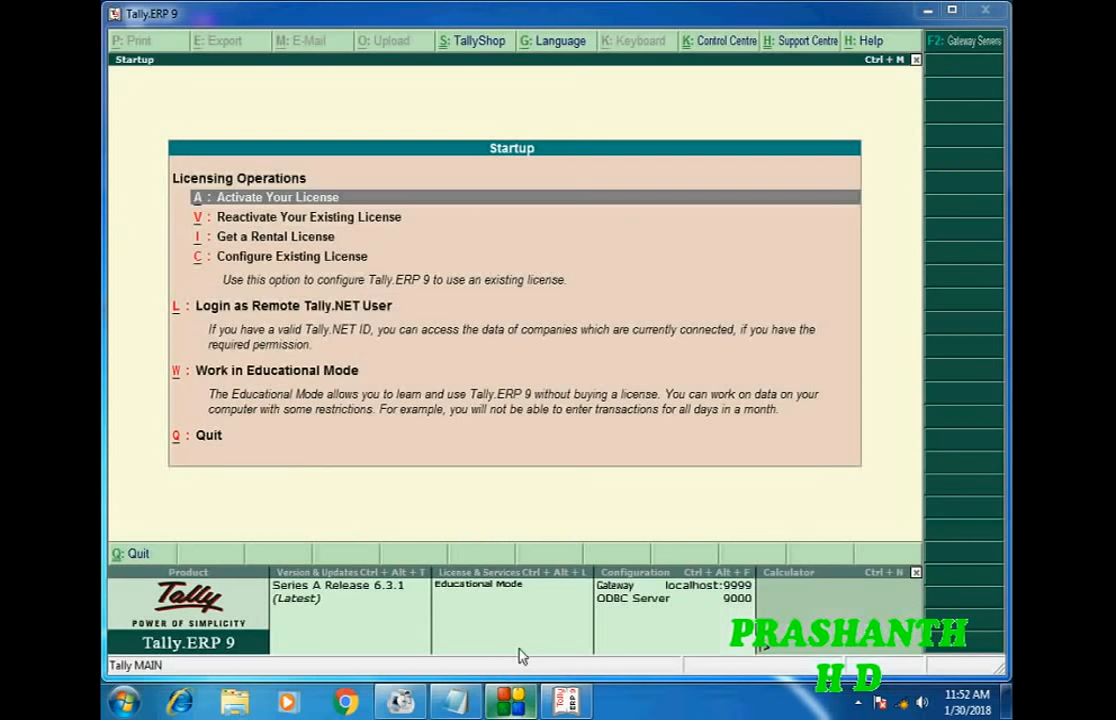 Tally.ERP 9
P: Print E: Export M: E-Mail O: Upload S: TallyShop G: Language K: Keyboard K: Control Centre H: Support Centre H: Help F2: Gateway Servers
Startup Ctrl + M
Startup
Licensing Operations
A : Activate Your License
V : Reactivate Your Existing License
I : Get a Rental License
C : Configure Existing License
Use this option to configure Tally.ERP 9 to use an existing license.
L : Login as Remote Tally.NET User
If you have a valid Tally.NET ID, you can access the data of companies which are currently connected, if you have the
required permission.
W : Work in Educational Mode
The Educational Mode allows you to learn and use Tally.ERP 9 without buying a license. You can work on data on your
computer with some restrictions. For example, you will not be able to enter transactions for all days in a month.
Q : Quit
Q: Quit
Product Version & Updates Ctrl + Alt + T License & Services Ctrl + Alt + L Configuration Ctrl + Alt + F Calculator Ctrl + N
Tally
POWER OF SIMPLICITY
Tally.ERP 9
Series A Release 6.3.1
(Latest)
Educational Mode
Gateway localhost:9999
ODBC Server 9000
PRASHANTH
H D
Tally MAIN
11:52 AM
1/30/2018